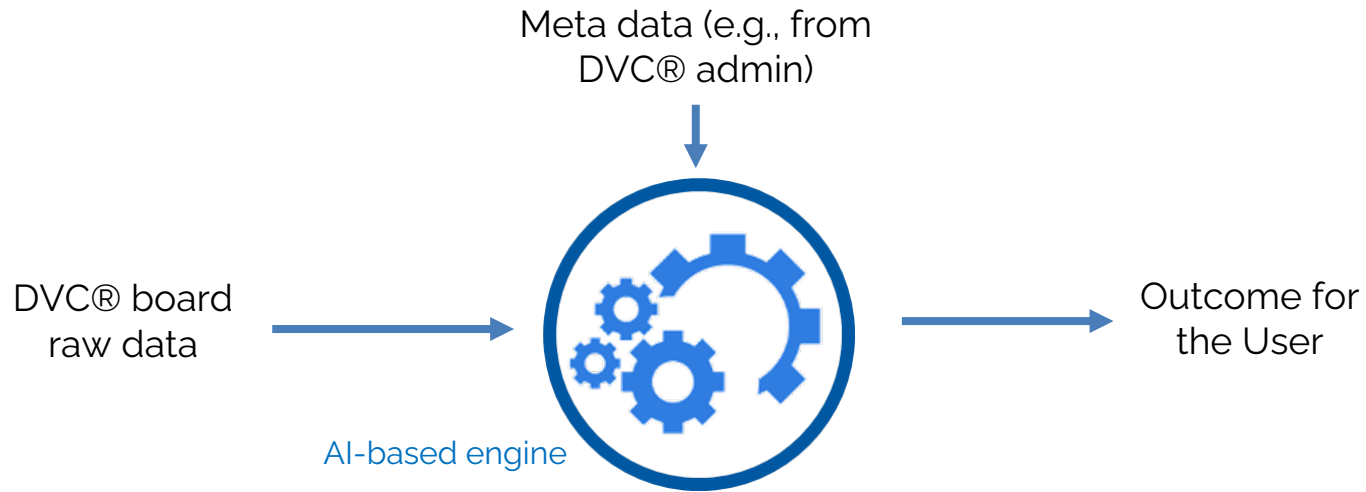 Meta data (e.g., from
DVC® admin)
DVC® board
raw data
Outcome for
the User
AI-based engine